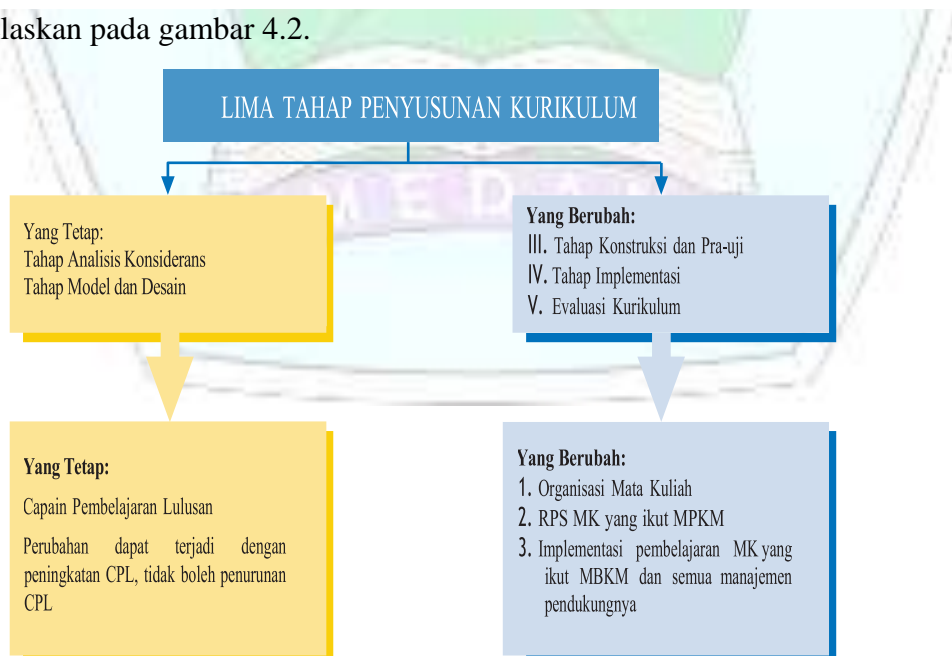 laskan pada gambar 4.2.
LIMA TAHAP PENYUSUNAN KURIKULUM
Yang Tetap:
Tahap Analisis Konsiderans
Tahap Model dan Desain
Yang Berubah:
III. Tahap Konstruksi dan Pra-uji
IV. Tahap Implementasi
V. Evaluasi Kurikulum
Yang Tetap:
Capain Pembelajaran Lulusan
Perubahan dapat terjadi dengan
peningkatan CPL, tidak boleh penurunan
CPL
Yang Berubah:
1. Organisasi Mata Kuliah
2. RPS MK yang ikut MPKM
3. Implementasi pembelajaran MK yang
ikut MBKM dan semua manajemen
pendukungnya